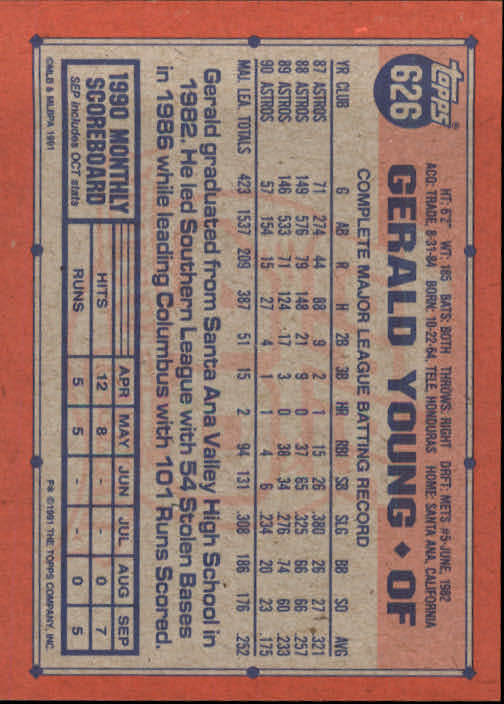 Topps®
626
GERALD YOUNG ♦ OF
HT: 6'2" WT: 185 BATS: BOTH THROWS: RIGHT DRFT: METS #5-JUNE, 1982
ACQ: TRADE 8-31-84 BORN: 10-22-64, TELE, HONDURAS HOME: SANTA ANA, CALIFORNIA
COMPLETE MAJOR LEAGUE BATTING RECORD
YR CLUB G AB R H 2B 3B HR RBI SB SLG BB SO AVG
87 ASTROS 71 274 44 88 9 2 1 15 26 .380 26 27 .321
88 ASTROS 149 576 79 148 21 9 0 37 65 .325 66 66 .257
89 ASTROS 146 533 71 124 17 3 0 38 34 .276 74 60 .233
90 ASTROS 57 154 15 27 4 1 1 4 6 .234 20 23 .175
MAJ. LEA. TOTALS 423 1537 209 387 51 15 2 94 131 .308 186 176 .252
Gerald graduated from Santa Ana Valley High School in
1982. He led Southern League with 54 Stolen Bases
in 1986 while leading Columbus with 101 Runs Scored.
1990 MONTHLY
SCOREBOARD
SEP includes OCT stats
APR MAY JUN JUL AUG SEP
HITS 12 8 - - 0 7
RUNS 5 5 - - 0 5
©MLB & MLBPA 1991
P® ©1991 THE TOPPS COMPANY, INC.